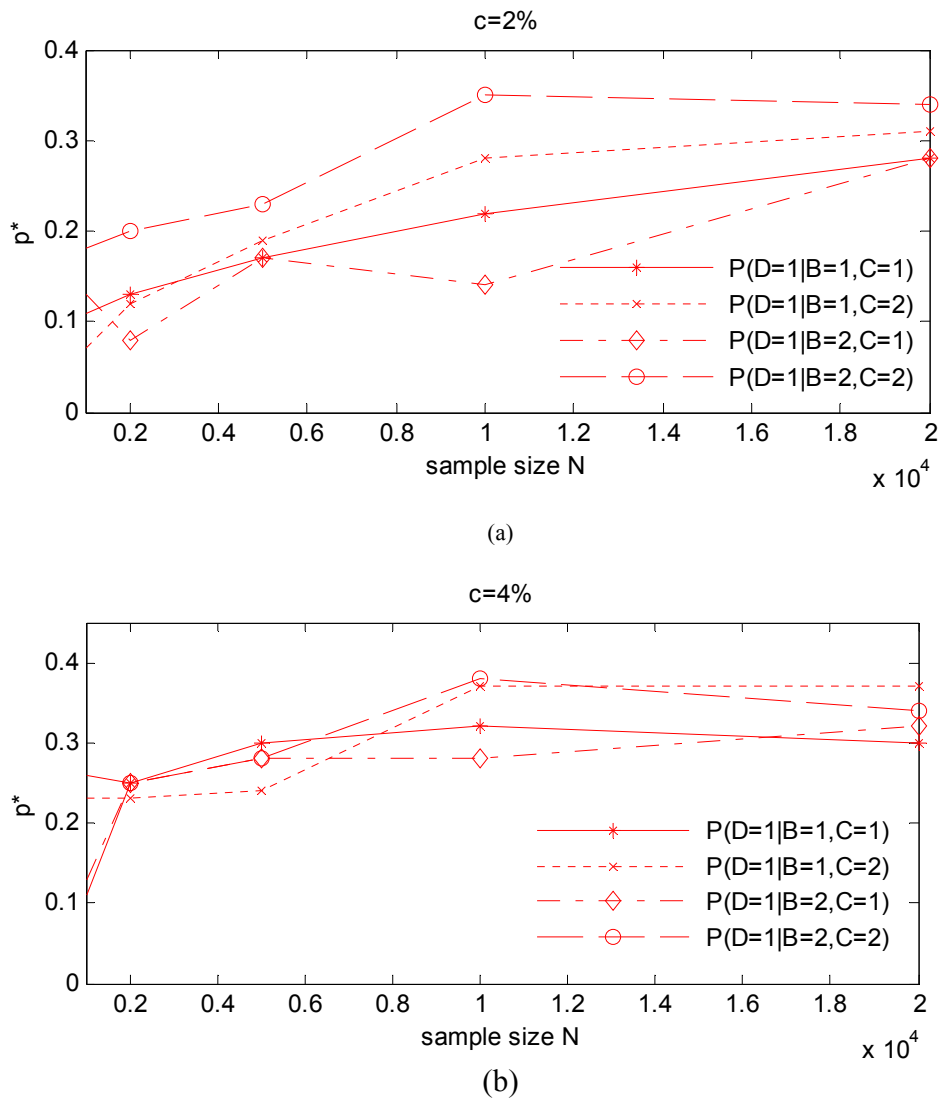 c=2%
0.4
0.3
0.2
0.1
0
p*
P(D=1|B=1,C=1)
P(D=1|B=1,C=2)
P(D=1|B=2,C=1)
P(D=1|B=2,C=2)
0.2 0.4 0.6 0.8 1 1.2 1.4 1.6 1.8 2
sample size N
x 10^4
(a)
c=4%
0.4
0.3
0.2
0.1
0
p*
P(D=1|B=1,C=1)
P(D=1|B=1,C=2)
P(D=1|B=2,C=1)
P(D=1|B=2,C=2)
0.2 0.4 0.6 0.8 1 1.2 1.4 1.6 1.8 2
sample size N
x 10^4
(b)